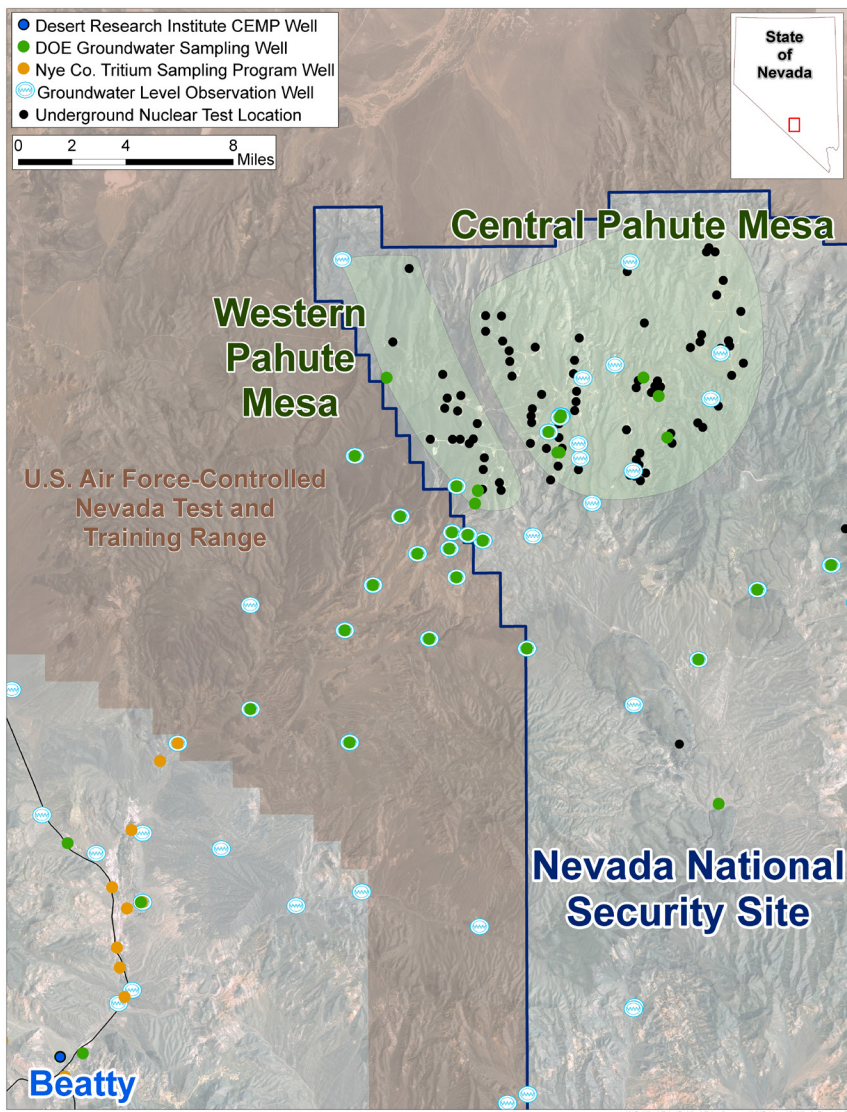 Desert Research Institute CEMP Well
DOE Groundwater Sampling Well
Nye Co. Tritium Sampling Program Well
Groundwater Level Observation Well
Underground Nuclear Test Location
0 2 4 8
Miles
State
of
Nevada
Central Pahute Mesa
Western
Pahute
Mesa
U.S. Air Force-Controlled
Nevada Test and
Training Range
Nevada National
Security Site
Beatty